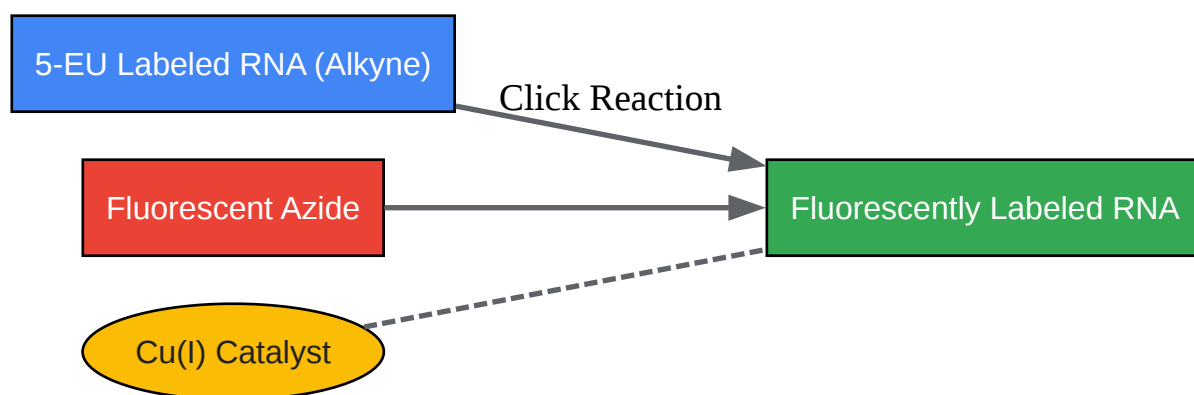 5-EU Labeled RNA (Alkyne)
Click Reaction
Fluorescent Azide
Fluorescently Labeled RNA
Cu(I) Catalyst